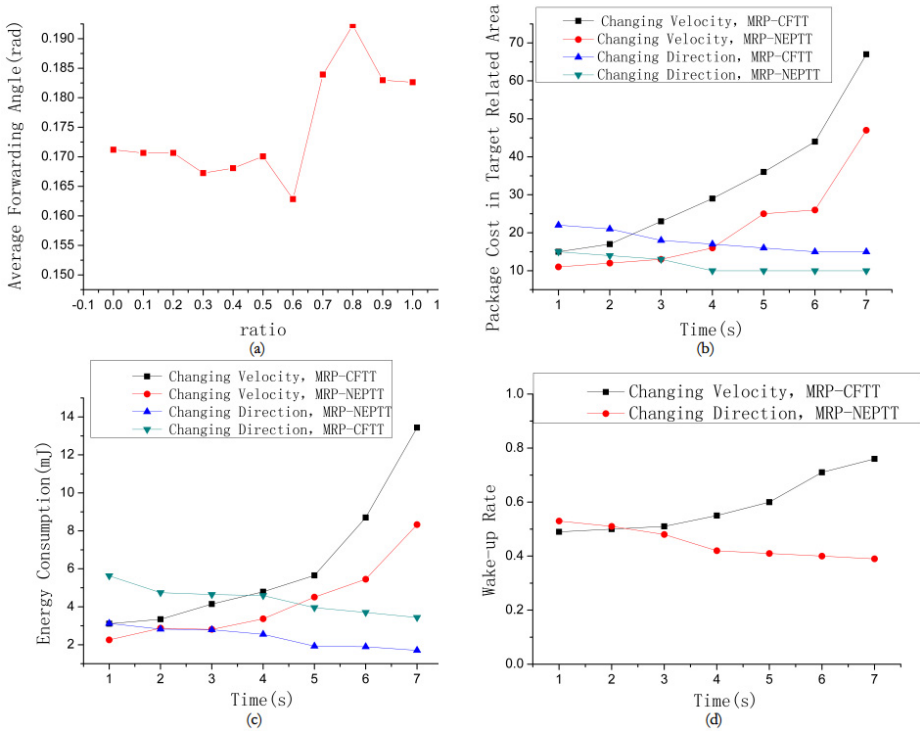 Average Forwarding Angle(rad)
0.190
0.185
0.180
0.175
0.170
0.165
0.160
0.155
0.150
-0.1 0.0 0.1 0.2 0.3 0.4 0.5 0.6 0.7 0.8 0.9 1.0 1
ratio
(a)
Package Cost in Target Related Area
Changing Velocity, MRP-CFTT
Changing Velocity, MRP-NEPTT
Changing Direction, MRP-CFTT
Changing Direction, MRP-NEPTT
70
60
50
40
30
20
10
1 2 3 4 5 6 7
Time(s)
(b)
Changing Velocity, MRP-CFTT
Changing Velocity, MRP-NEPTT
Changing Direction, MRP-NEPTT
Changing Direction, MRP-CFTT
Energy Consumption(mJ)
14
12
10
8
6
4
2
1 2 3 4 5 6 7
Time(s)
(c)
Changing Velocity, MRP-CFTT
Changing Direction, MRP-NEPTT
Wake-up Rate
1.0
0.8
0.6
0.4
0.2
0.0
1 2 3 4 5 6 7
Time(s)
(d)